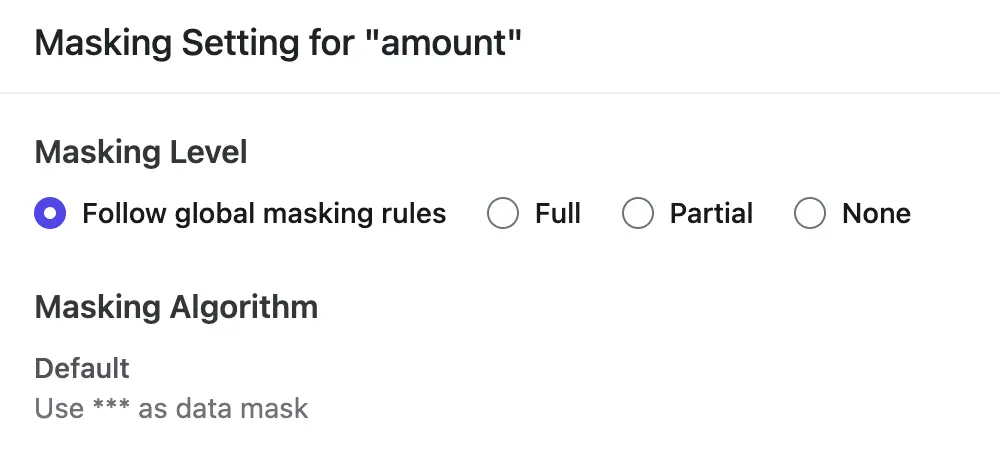 Masking Setting for "amount"
Masking Level
Follow global masking rules Full Partial None
Masking Algorithm
Default
Use *** as data mask